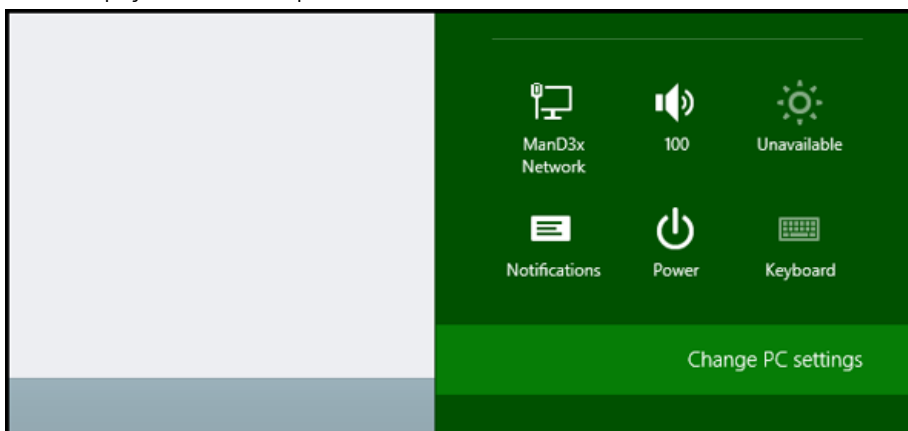 ManD3x
Network
100
Unavailable
Notifications
Power
Keyboard
Change PC settings